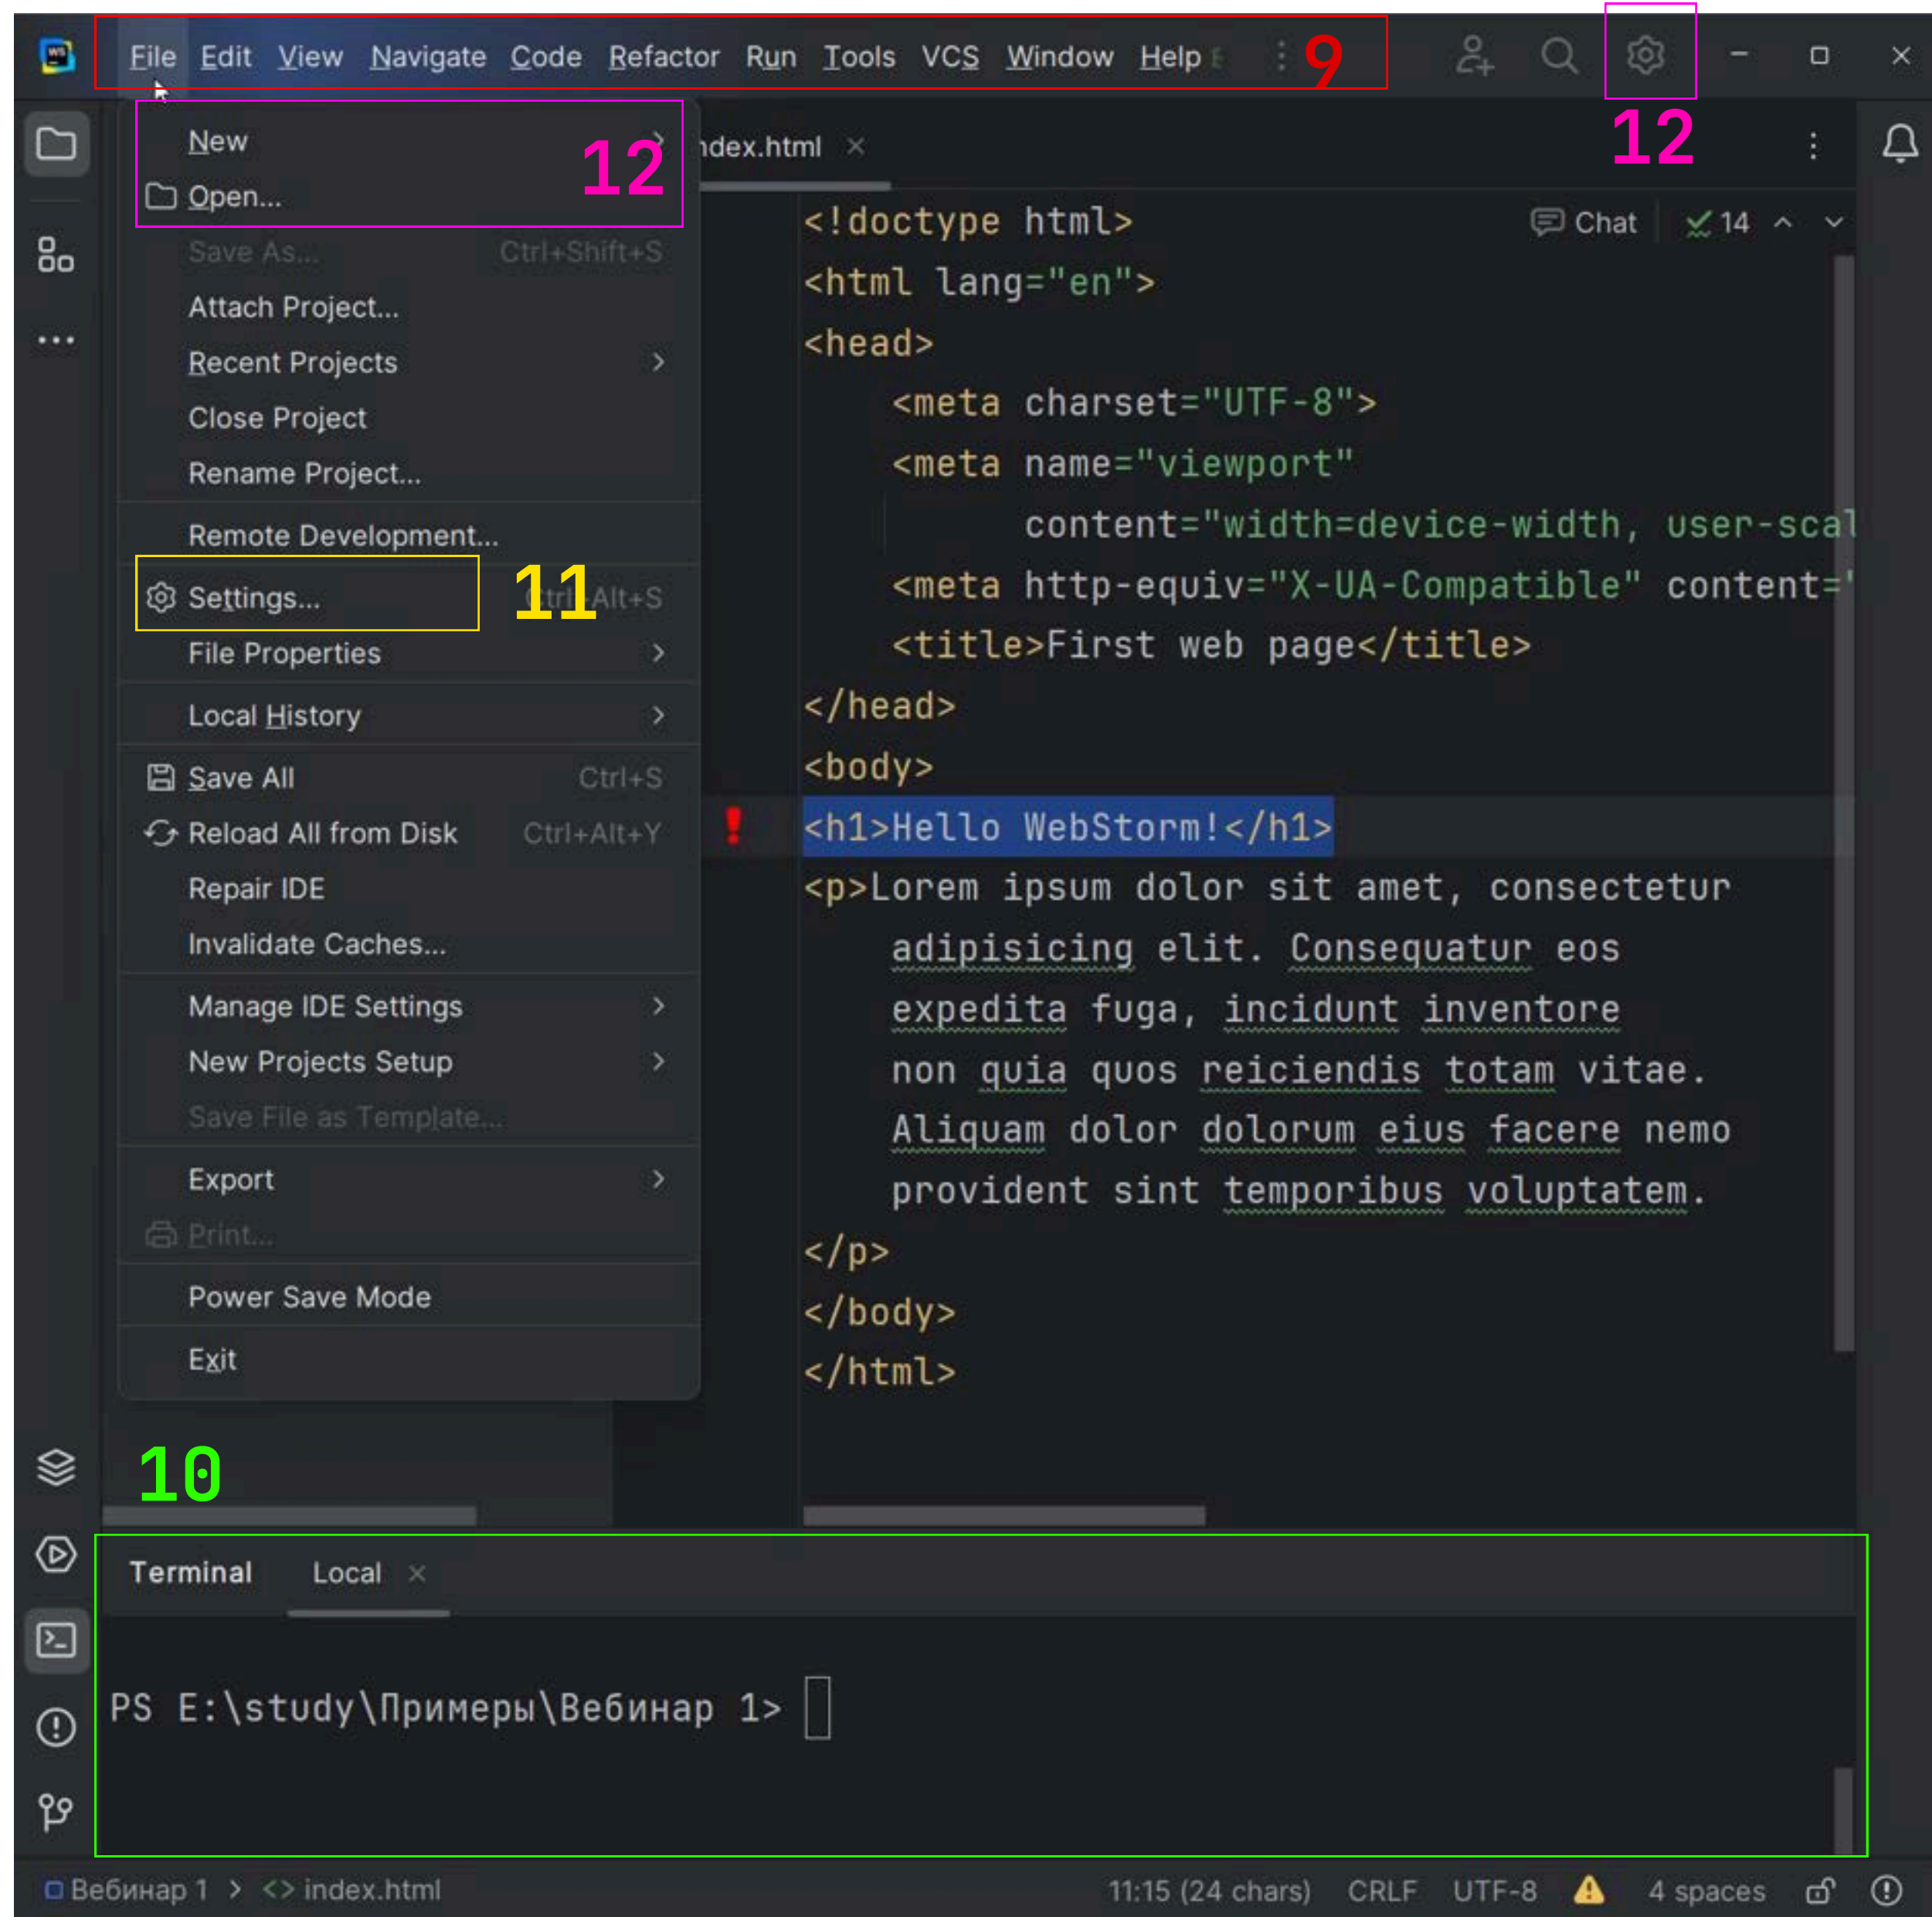 WS File Edit View Navigate Code Refactor Run Tools VCS Window Help 9
12
New 12
Open...
Save As... Ctrl+Shift+S
Attach Project...
Recent Projects
Close Project
Rename Project...
Remote Development...
Settings... 11 Ctrl+Alt+S
File Properties
Local History
Save All Ctrl+S
Reload All from Disk Ctrl+Alt+Y
Repair IDE
Invalidate Caches...
Manage IDE Settings
New Projects Setup
Save File as Template...
Export
Print...
Power Save Mode
Exit
ndex.html
Chat 14
<!doctype html>
<html lang="en">
<head>
<meta charset="UTF-8">
<meta name="viewport"
content="width=device-width, user-scal
<meta http-equiv="X-UA-Compatible" content="
<title>First web page</title>
</head>
<body>
<h1>Hello WebStorm!</h1>
<p>Lorem ipsum dolor sit amet, consectetur
adipisicing elit. Consequatur eos
expedita fuga, incidunt inventore
non quia quos reiciendis totam vitae.
Aliquam dolor dolorum eius facere nemo
provident sint temporibus voluptatem.
</p>
</body>
</html>
10
Terminal Local
PS E:\study\Примеры\Вебинар 1>
Вебинар 1 > <> index.html 11:15 (24 chars) CRLF UTF-8 4 spaces